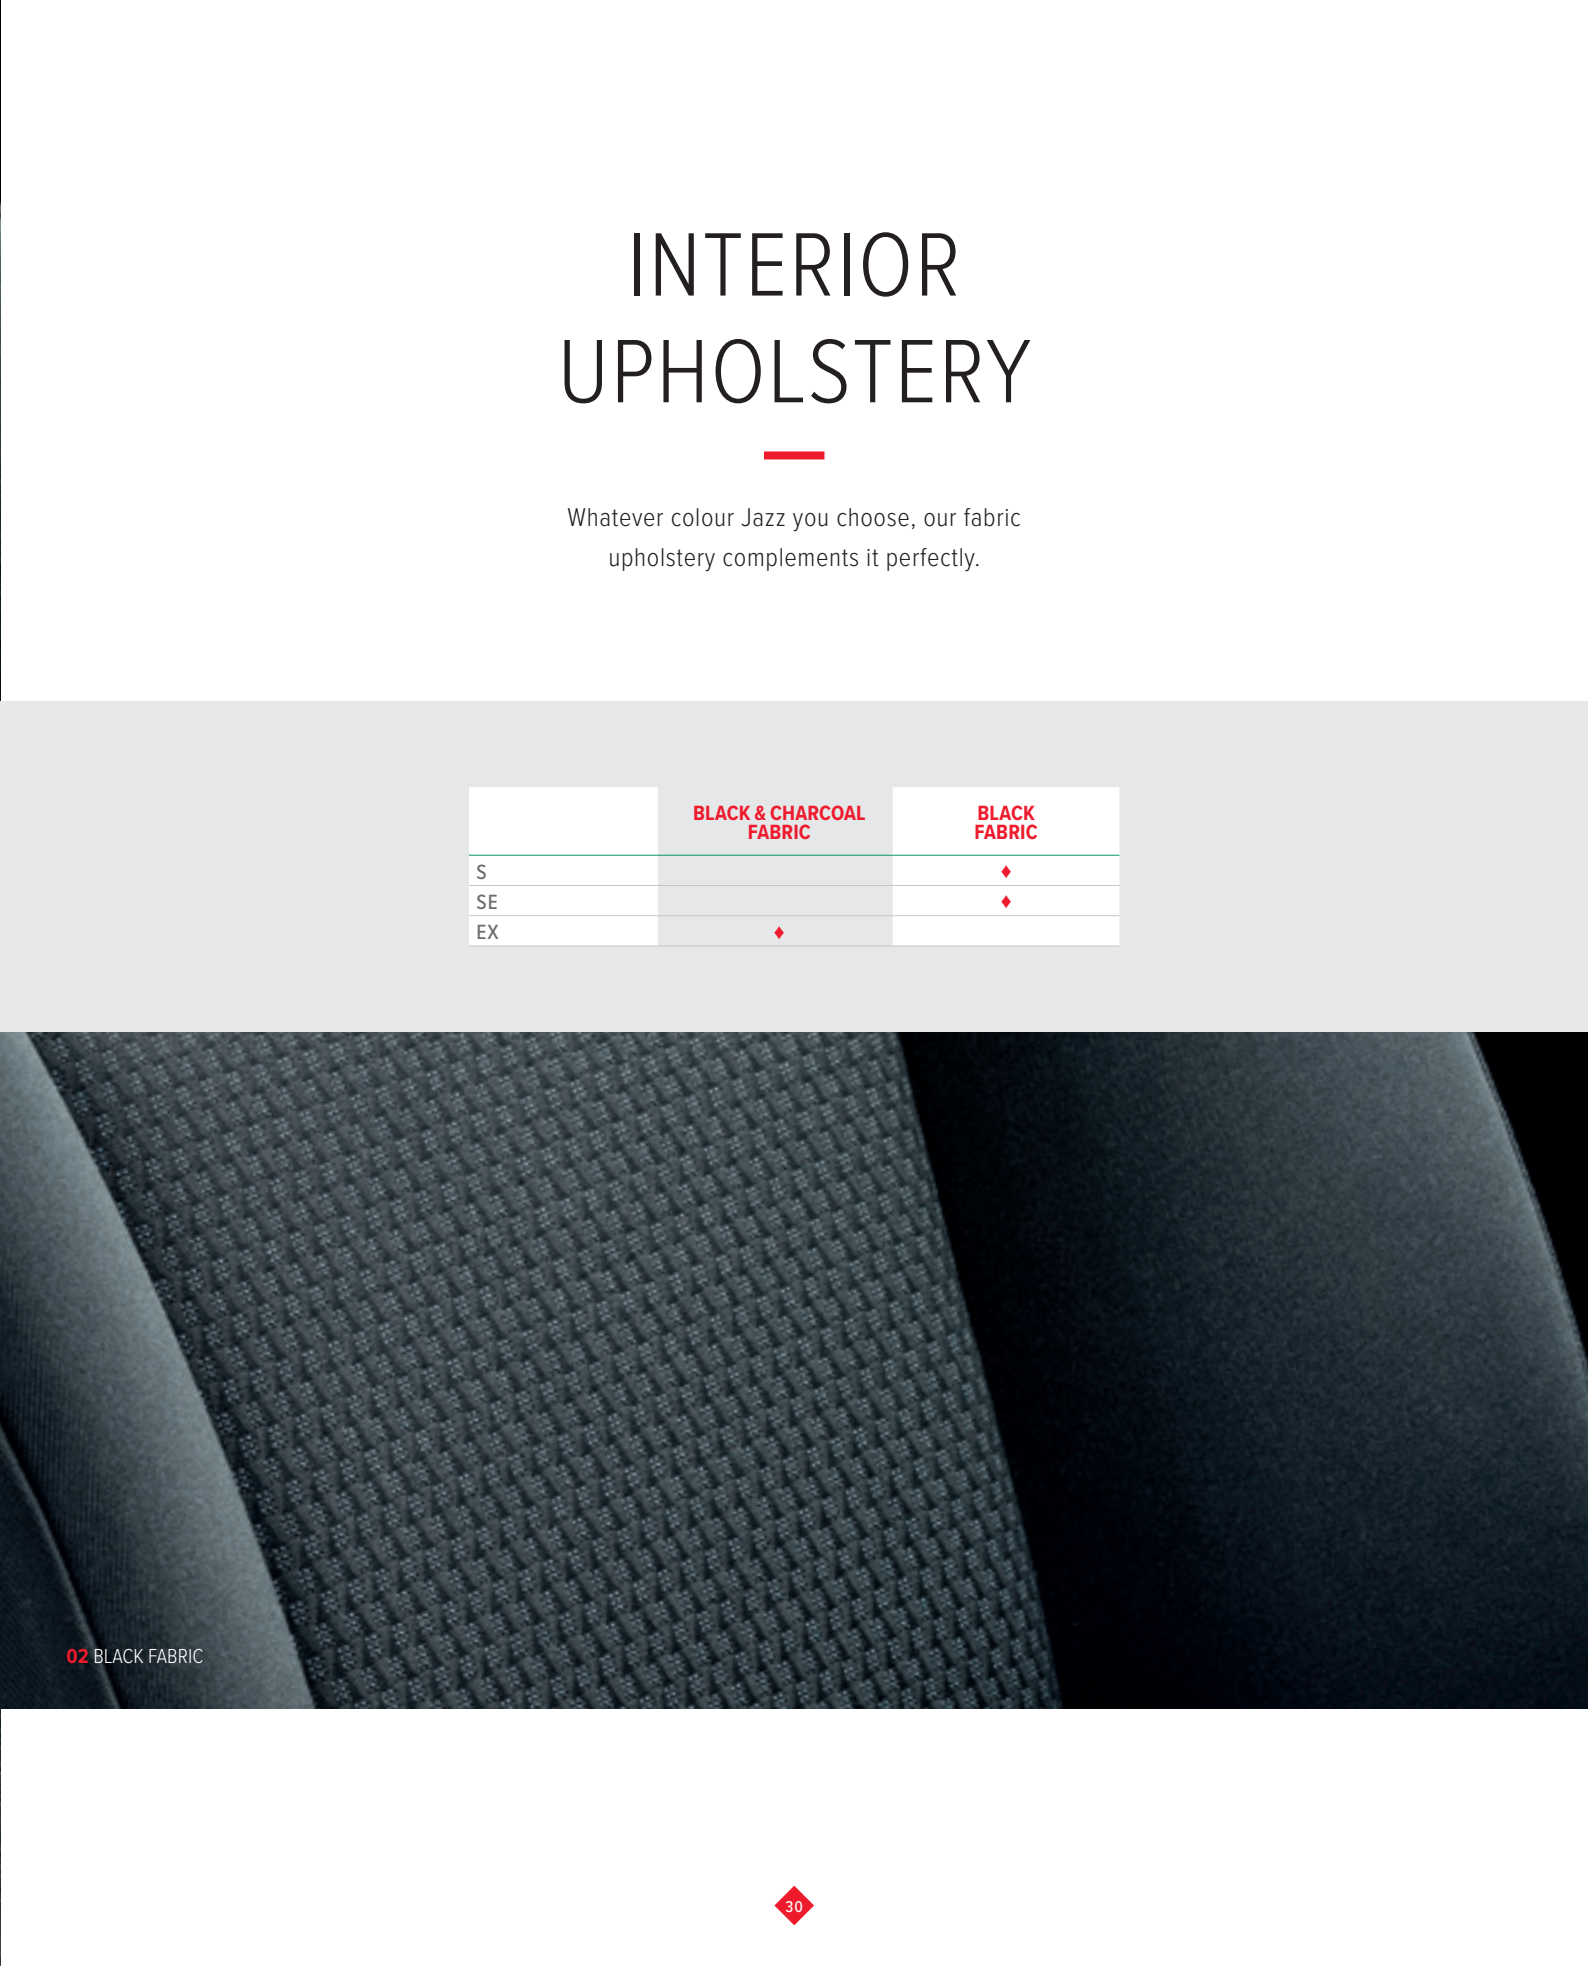 INTERIOR
UPHOLSTERY
Whatever colour Jazz you choose, our fabric
upholstery complements it perfectly.
BLACK & CHARCOAL
FABRIC
BLACK
FABRIC
S ♦
SE ♦
EX ♦
02 BLACK FABRIC
30